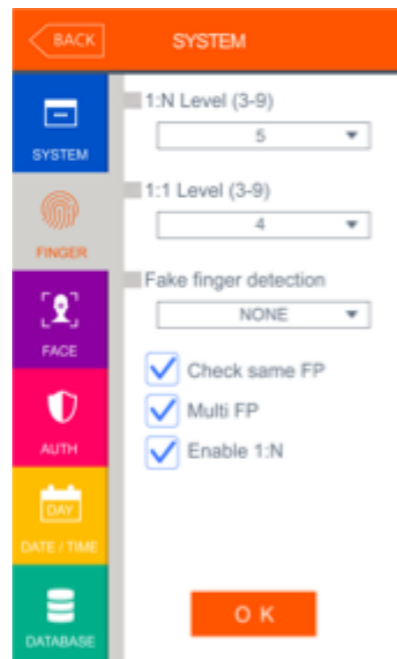 BACK
SYSTEM
SYSTEM
FINGER
FACE
AUTH
DAY
DATE / TIME
DATABASE
1:N Level (3-9)
5
1:1 Level (3-9)
4
Fake finger detection
NONE
Check same FP
Multi FP
Enable 1:N
O K